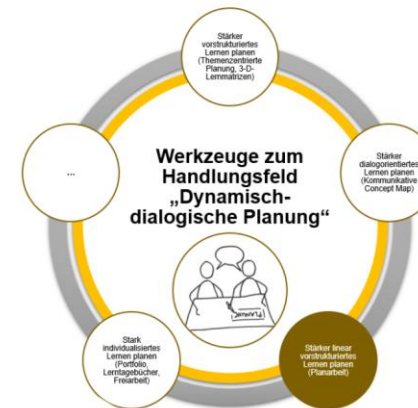 Stärker
vorstrukturiertes
Lernen planen
(Themenzentrierte
Planung, 3-D-
Lernmatrizen)
...
Werkzeuge zum
Handlungsfeld
„Dynamisch-
dialogische Planung“
Stärker
dialogorientiertes
Lernen planen
(Kommunikative
Concept Map)
Stark
individualisiertes
Lernen planen
(Portfolio,
Lerntagebücher,
Freiarbeit)
Stärker linear
vorstrukturiertes
Lernen planen
(Planarbeit)